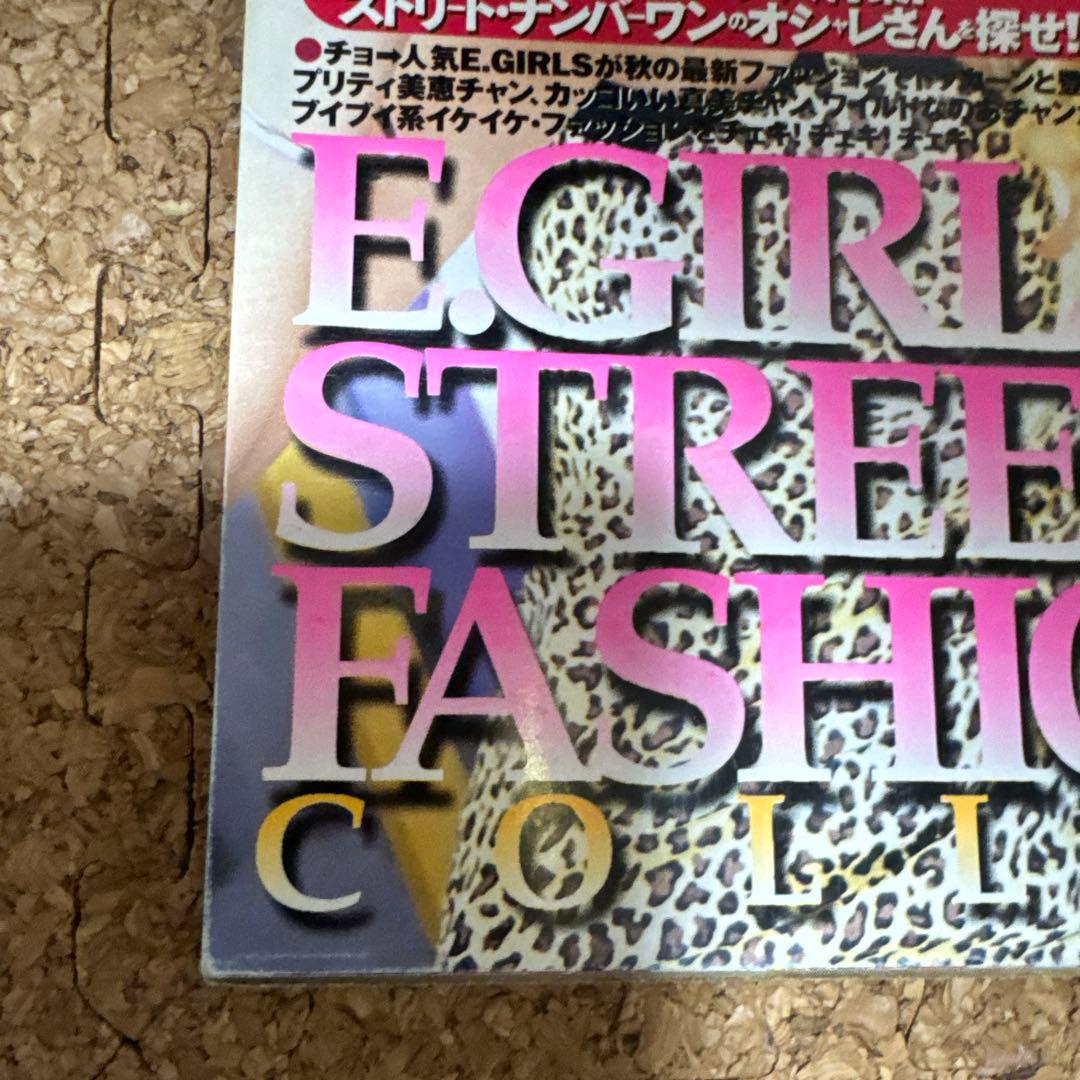 ストリート・ナンバーワンのオシャレさんを探せ!!
●チョー人気E.GIRLSが秋の最新ファッションで
プリティ美恵チャン、カッコいい真美チャン、ワイルドなのあチャン
ブイブイ系イケイケ・ファッションをチェキ!チェキ!チェキ!
E.GIRL
STREE
FASHIO
COLL